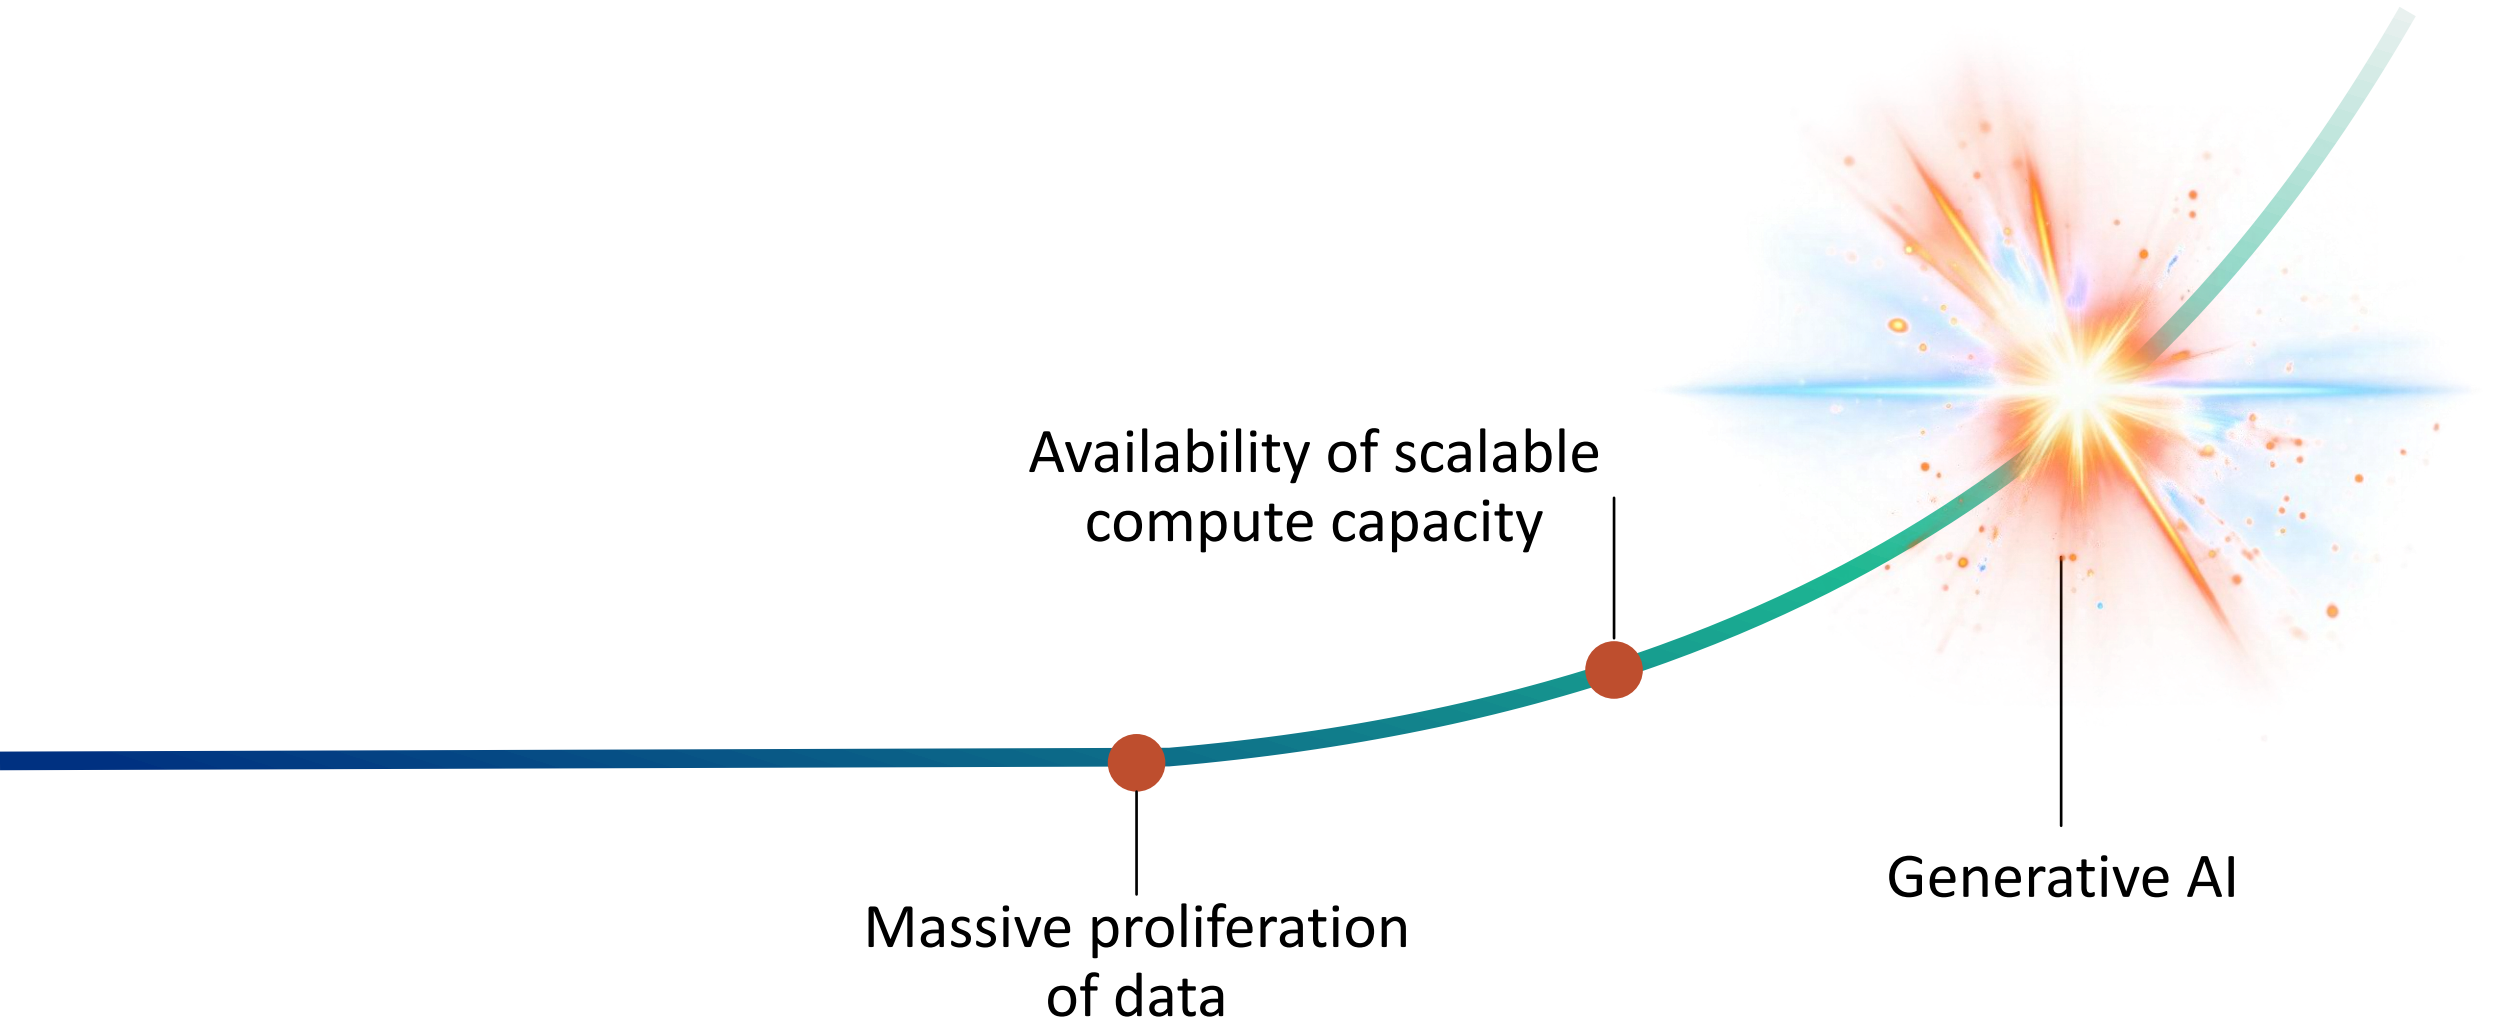 Availability of scalable
compute capacity
Massive proliferation
of data
Generative AI